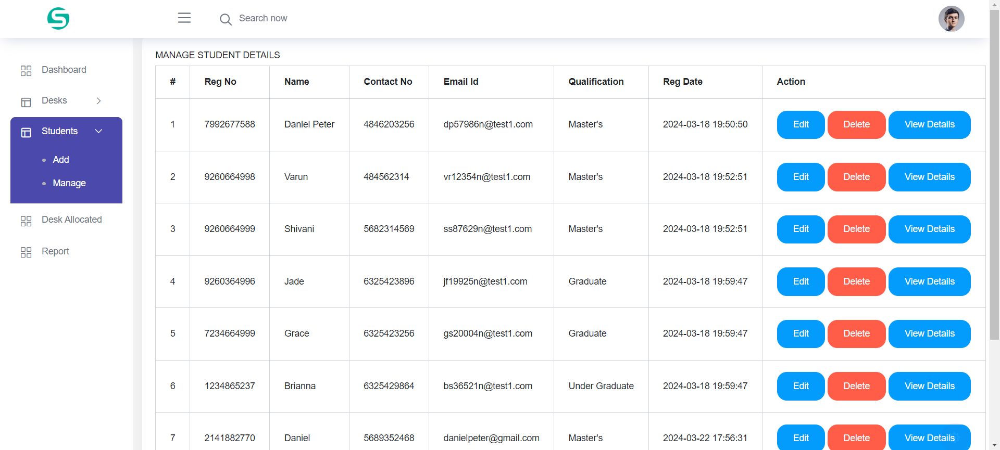 Search now
Dashboard
Desks
Students
Add
Manage
Desk Allocated
Report
MANAGE STUDENT DETAILS
# Reg No Name Contact No Email Id Qualification Reg Date Action
1 7992677588 Daniel Peter 4846203256 dp57986n@test1.com Master's 2024-03-18 19:50:50 Edit Delete View Details
2 9260664998 Varun 484562314 vr12354n@test1.com Master's 2024-03-18 19:52:51 Edit Delete View Details
3 9260664999 Shivani 5682314569 ss87629n@test1.com Master's 2024-03-18 19:52:51 Edit Delete View Details
4 9260364996 Jade 6325423896 jf19925n@test1.com Graduate 2024-03-18 19:59:47 Edit Delete View Details
5 7234664999 Grace 6325423256 gs20004n@test1.com Graduate 2024-03-18 19:59:47 Edit Delete View Details
6 1234865237 Brianna 6325429864 bs36521n@test1.com Under Graduate 2024-03-18 19:59:47 Edit Delete View Details
7 2141882770 Daniel 5689352468 danielpeter@gmail.com Master's 2024-03-22 17:56:31 Edit Delete View Details